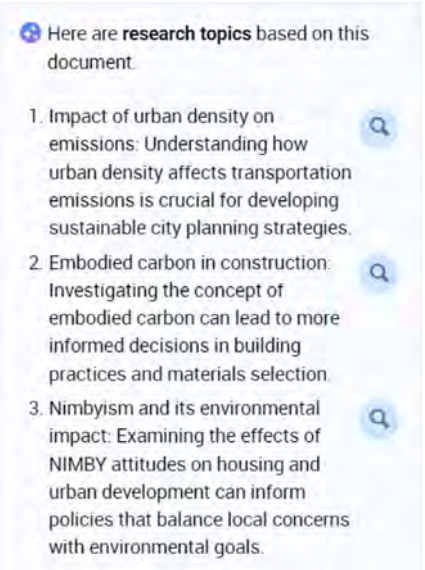 Here are research topics based on this
document.
1. Impact of urban density on
emissions: Understanding how
urban density affects transportation
emissions is crucial for developing
sustainable city planning strategies.
2. Embodied carbon in construction:
Investigating the concept of
embodied carbon can lead to more
informed decisions in building
practices and materials selection.
3. Nimbyism and its environmental
impact: Examining the effects of
NIMBY attitudes on housing and
urban development can inform
policies that balance local concerns
with environmental goals.